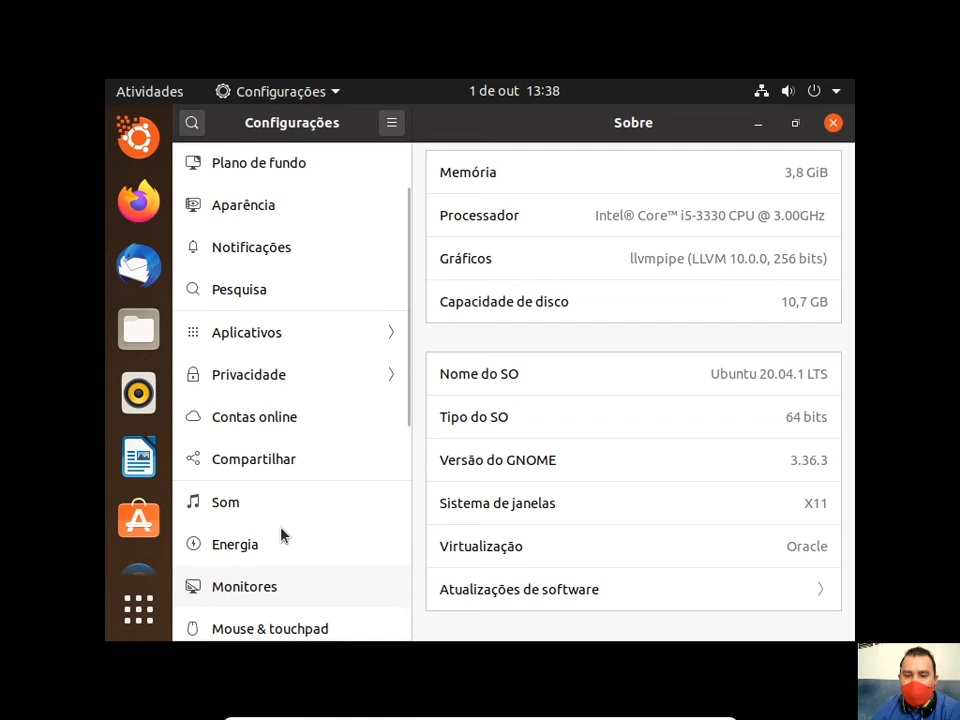 Atividades
Configurações
1 de out 13:38
Configurações
Sobre
Plano de fundo
Aparência
Notificações
Pesquisa
Aplicativos
Privacidade
Contas online
Compartilhar
Som
Energia
Monitores
Mouse & touchpad
Memória 3,8 GiB
Processador Intel® Core™ i5-3330 CPU @ 3.00GHz
Gráficos llvmpipe (LLVM 10.0.0, 256 bits)
Capacidade de disco 10,7 GB
Nome do SO Ubuntu 20.04.1 LTS
Tipo do SO 64 bits
Versão do GNOME 3.36.3
Sistema de janelas X11
Virtualização Oracle
Atualizações de software